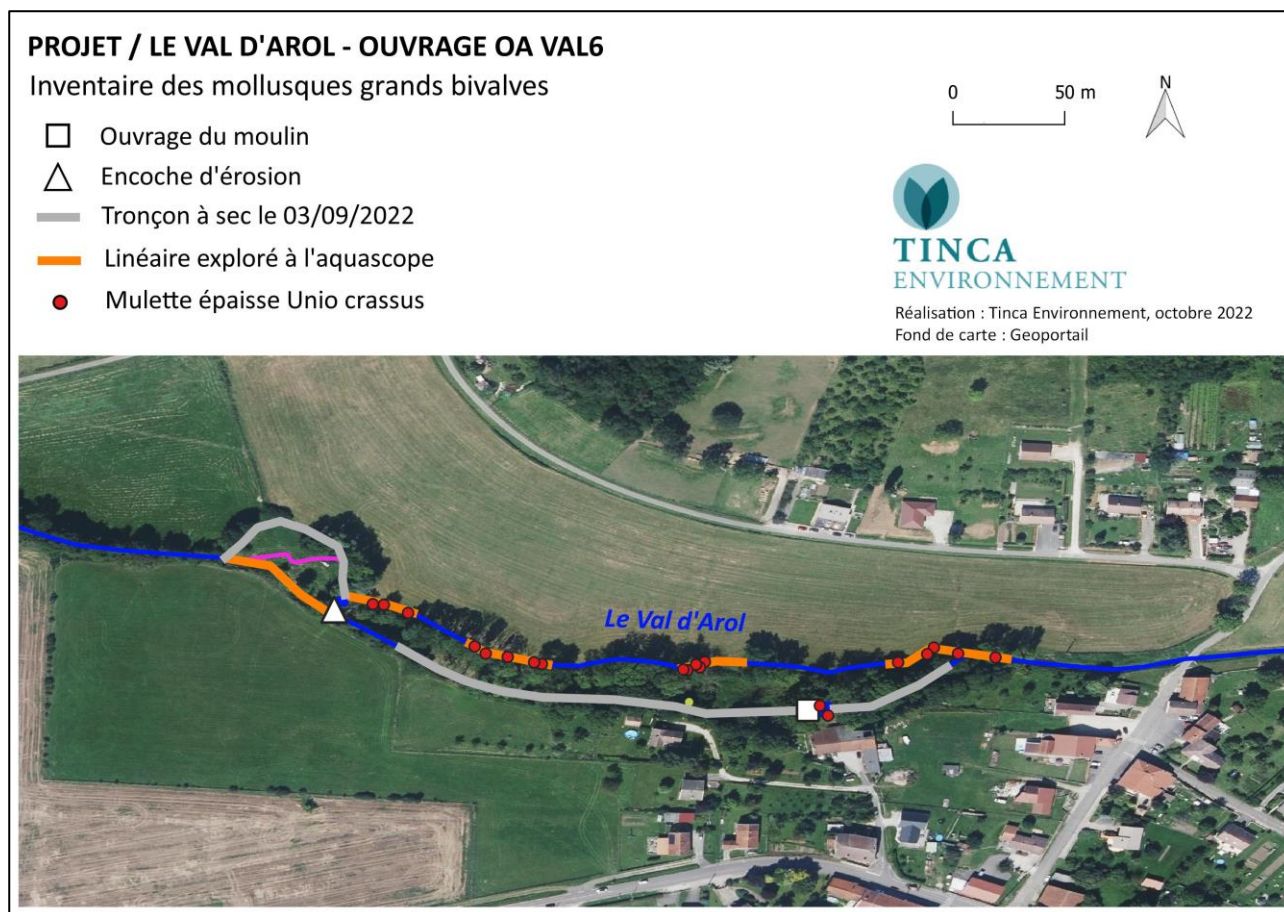 PROJET / LE VAL D'AROL - OUVRAGE OA VAL6
Inventaire des mollusques grands bivalves
Ouvrage du moulin
Encoche d'érosion
Tronçon à sec le 03/09/2022
Linéaire exploré à l'aquascope
Mulette épaisse Unio crassus
0 50 m
N
TINCA
ENVIRONNEMENT
Réalisation : Tinca Environnement, octobre 2022
Fond de carte : Geoportail
Le Val d'Arol